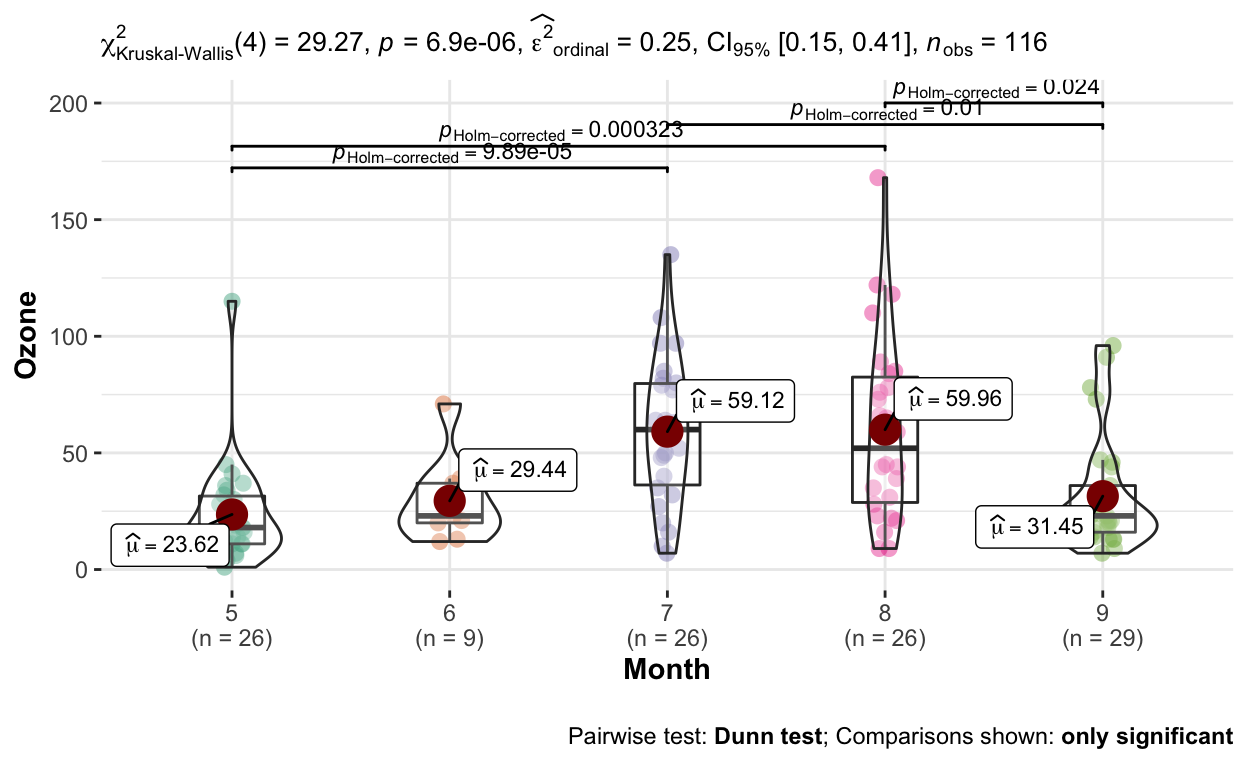 χ²Kruskal-Wallis(4) = 29.27, p = 6.9e-06, ε̂²ordinal = 0.25, CI95% [0.15, 0.41], nobs = 116
pHolm−corrected = 0.024
pHolm−corrected = 0.01
pHolm−corrected = 0.000323
pHolm−corrected = 9.89e-05
Ozone
200
150
100
50
0
μ̂ = 23.62
μ̂ = 29.44
μ̂ = 59.12
μ̂ = 59.96
μ̂ = 31.45
5 6 7 8 9
(n = 26) (n = 9) (n = 26) (n = 26) (n = 29)
Month
Pairwise test: Dunn test; Comparisons shown: only significant